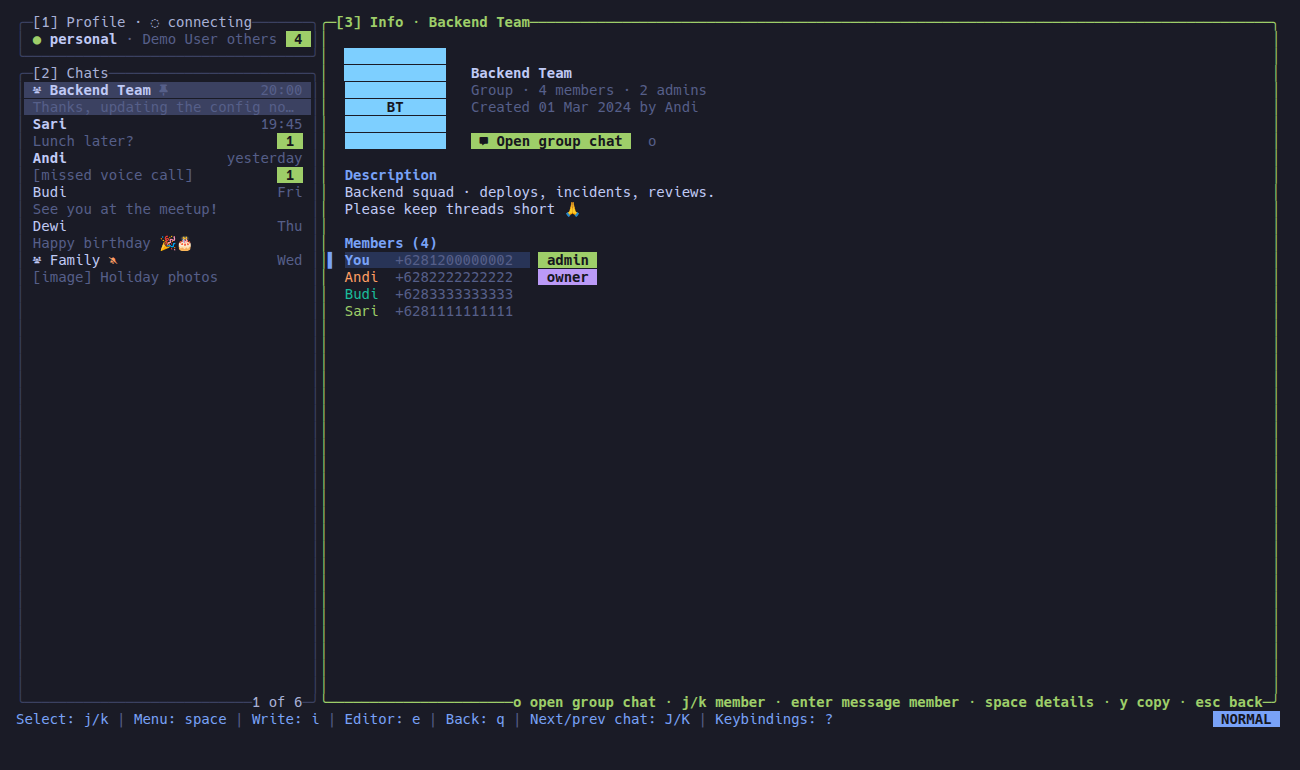 [1] Profile · ◌ connecting
● personal · Demo User others 4
[2] Chats
Backend Team 20:00
Thanks, updating the config no…
Sari 19:45
Lunch later? 1
Andi yesterday
[missed voice call] 1
Budi Fri
See you at the meetup!
Dewi Thu
Happy birthday 🎉🎂
Family Wed
[image] Holiday photos
1 of 6
[3] Info · Backend Team
BT
Backend Team
Group · 4 members · 2 admins
Created 01 Mar 2024 by Andi
Open group chat o
Description
Backend squad · deploys, incidents, reviews.
Please keep threads short 🙏
Members (4)
You +6281200000002 admin
Andi +6282222222222 owner
Budi +6283333333333
Sari +6281111111111
o open group chat · j/k member · enter message member · space details · y copy · esc back
Select: j/k | Menu: space | Write: i | Editor: e | Back: q | Next/prev chat: J/K | Keybindings: ? NORMAL